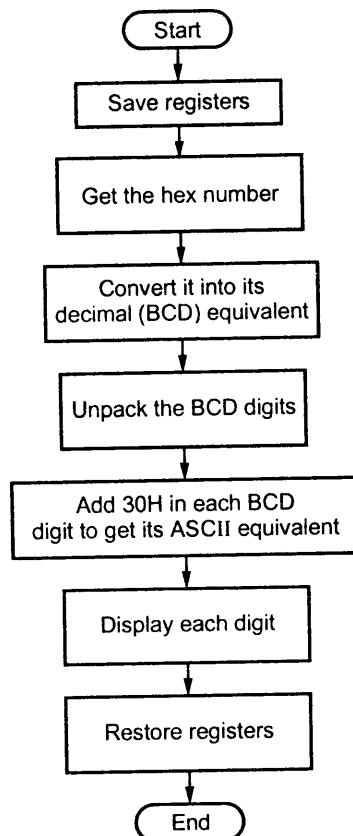 Start
Save registers
Get the hex number
Convert it into its
decimal (BCD) equivalent
Unpack the BCD digits
Add 30H in each BCD
digit to get its ASCII equivalent
Display each digit
Restore registers
End